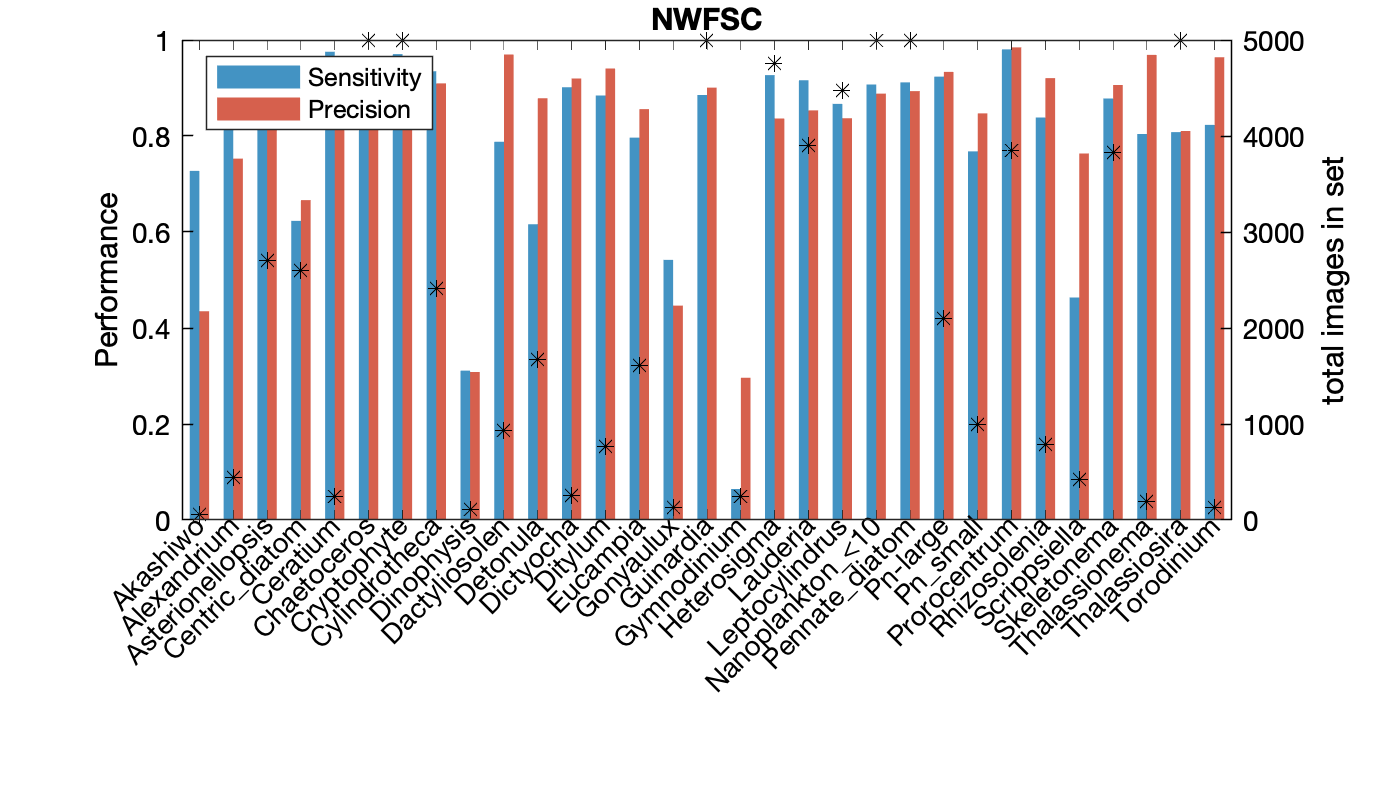 NWFSC
Sensitivity
Precision
Performance
1
0.8
0.6
0.4
0.2
0
5000
4000
3000
2000
1000
0
total images in set
Akashiwo
Alexandrium
Asterionellopsis
Centric_diatom
Ceratium
Chaetoceros
Cryptophyte
Cylindrotheca
Dinophysis
Dactyliosolen
Detonula
Dictyocha
Ditylum
Eucampia
Gonyaulux
Guinardia
Gymnodinium
Heterosigma
Lauderia
Leptocylindrus
Nanoplankton_<10
Pennate_diatom
Pn-large
Pn_small
Prorocentrum
Rhizosolenia
Scrippsiella
Skeletonema
Thalassionema
Thalassiosira
Torodinium